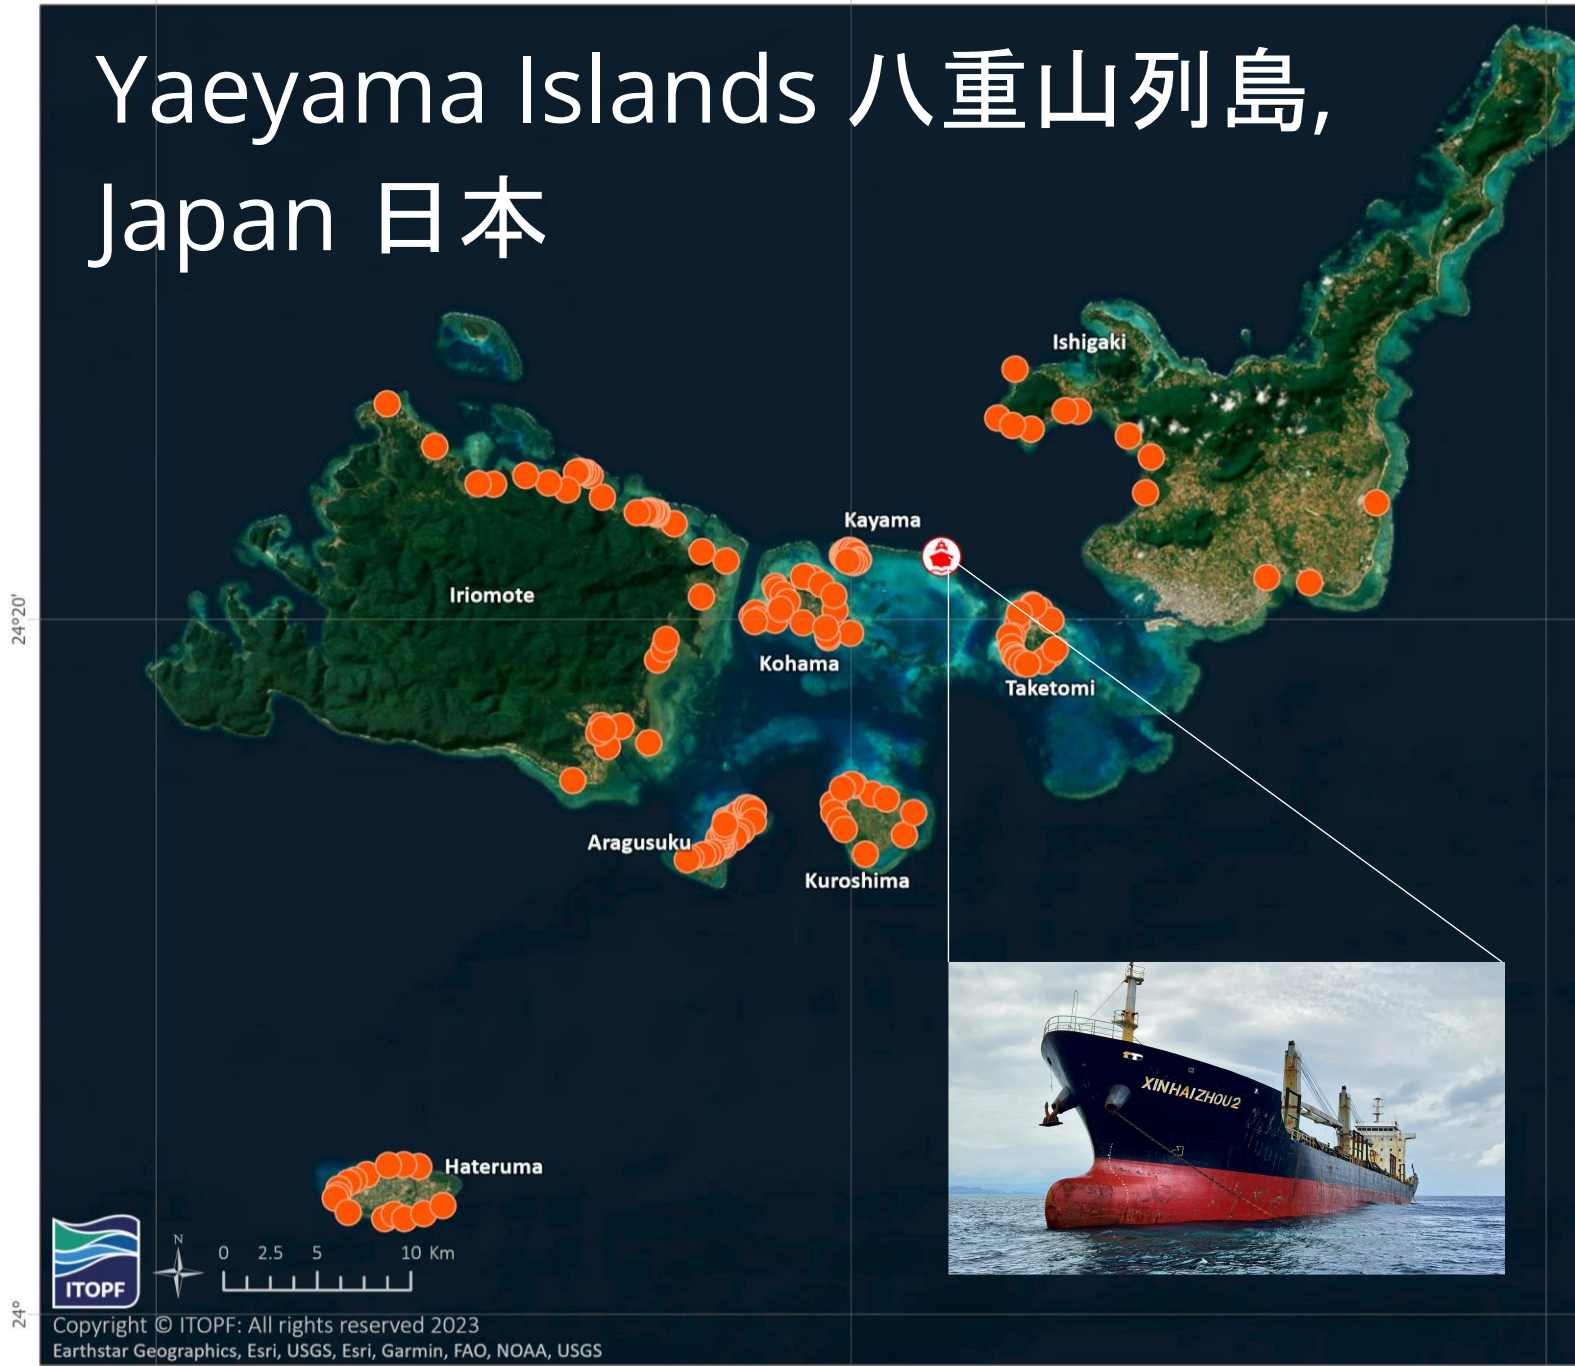 Yaeyama Islands 八重山列島,
Japan 日本
Ishigaki
Kayama
Iriomote
24°20'
Kohama
Taketomi
Aragusuku
Kuroshima
XINHAIZHOU2
Hateruma
N
0 2.5 5 10 Km
ITOPF
24°
Copyright © ITOPF: All rights reserved 2023
Earthstar Geographics, Esri, USGS, Esri, Garmin, FAO, NOAA, USGS